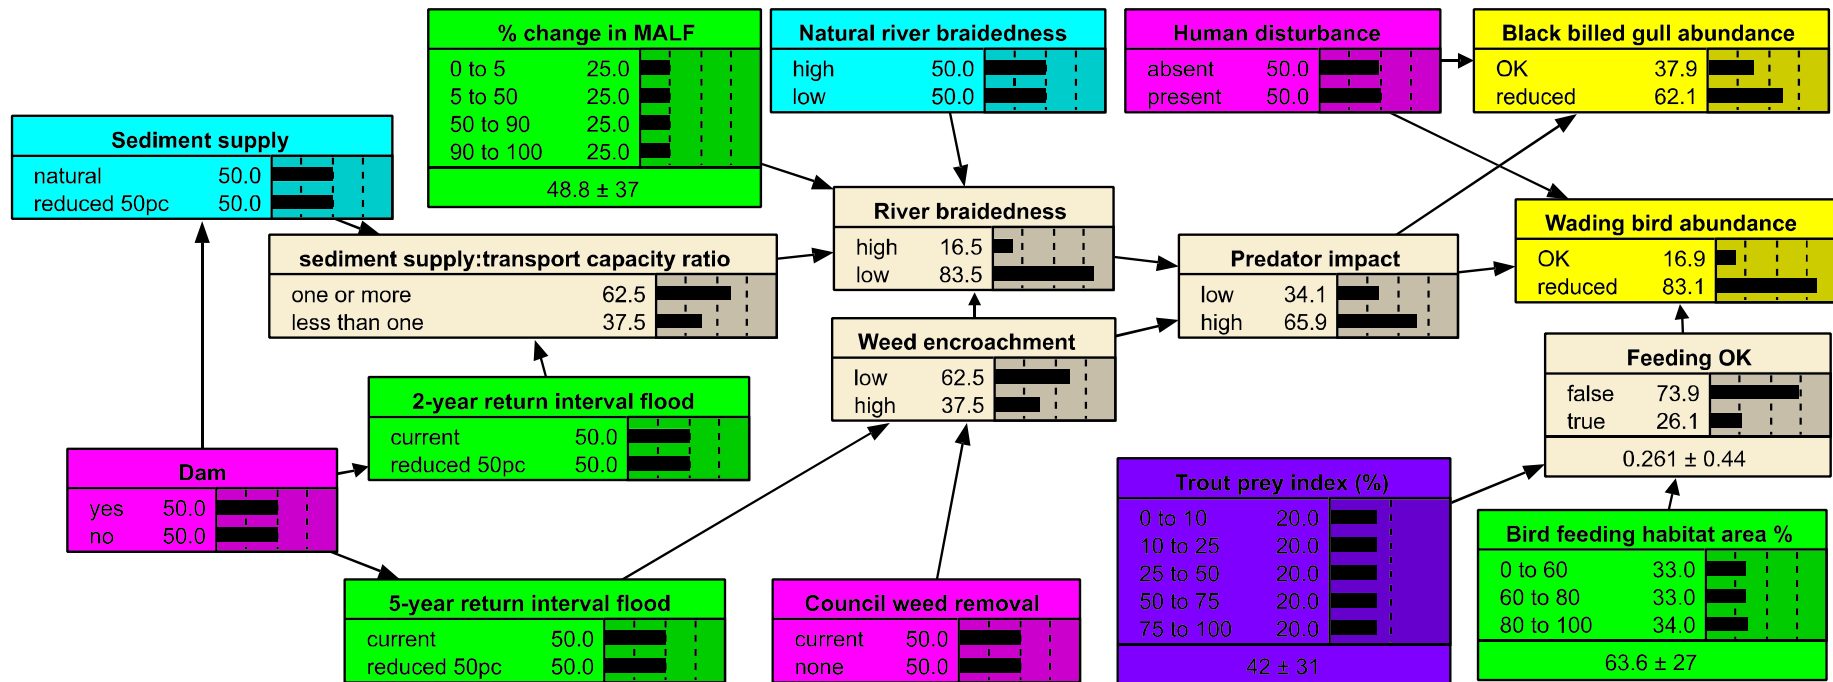 % change in MALF
0 to 5 25.0
5 to 50 25.0
50 to 90 25.0
90 to 100 25.0
48.8 ± 37
Natural river braidedness
high 50.0
low 50.0
Human disturbance
absent 50.0
present 50.0
Black billed gull abundance
OK 37.9
reduced 62.1
Sediment supply
natural 50.0
reduced 50pc 50.0
River braidedness
high 16.5
low 83.5
Wading bird abundance
OK 16.9
reduced 83.1
sediment supply:transport capacity ratio
one or more 62.5
less than one 37.5
Predator impact
low 34.1
high 65.9
Weed encroachment
low 62.5
high 37.5
Feeding OK
false 73.9
true 26.1
0.261 ± 0.44
2-year return interval flood
current 50.0
reduced 50pc 50.0
Dam
yes 50.0
no 50.0
Trout prey index (%)
0 to 10 20.0
10 to 25 20.0
25 to 50 20.0
50 to 75 20.0
75 to 100 20.0
42 ± 31
Bird feeding habitat area %
0 to 60 33.0
60 to 80 33.0
80 to 100 34.0
63.6 ± 27
5-year return interval flood
current 50.0
reduced 50pc 50.0
Council weed removal
current 50.0
none 50.0